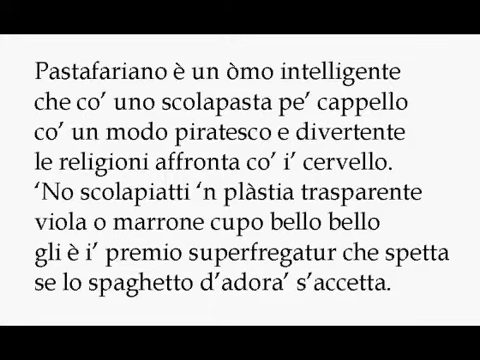 Pastafariano è un òmo intelligente
che co’ uno scolapasta pe’ cappello
co’ un modo piratesco e divertente
le religioni affronta co’ i’ cervello.
‘No scolapiatti ‘n plàstia trasparente
viola o marrone cupo bello bello
gli è i’ premio superfregatur che spetta
se lo spaghetto d’adora’ s’accetta.